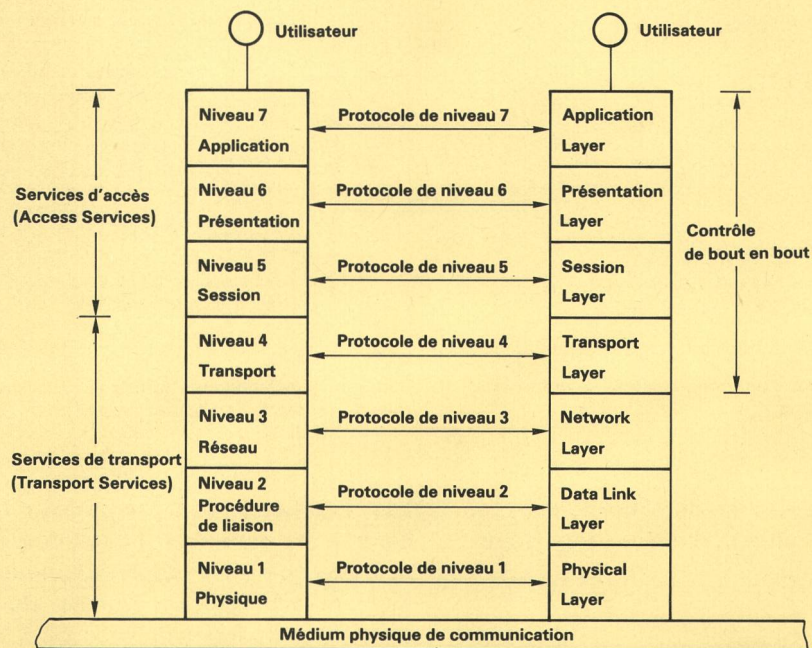 Utilisateur
Utilisateur
Niveau 7
Application
Protocole de niveau 7
Application
Layer
Services d'accès
(Access Services)
Niveau 6
Présentation
Protocole de niveau 6
Présentation
Layer
Contrôle
de bout en bout
Niveau 5
Session
Protocole de niveau 5
Session
Layer
Niveau 4
Transport
Protocole de niveau 4
Transport
Layer
Services de transport
(Transport Services)
Niveau 3
Réseau
Protocole de niveau 3
Network
Layer
Niveau 2
Procédure
de liaison
Protocole de niveau 2
Data Link
Layer
Niveau 1
Physique
Protocole de niveau 1
Physical
Layer
Médium physique de communication